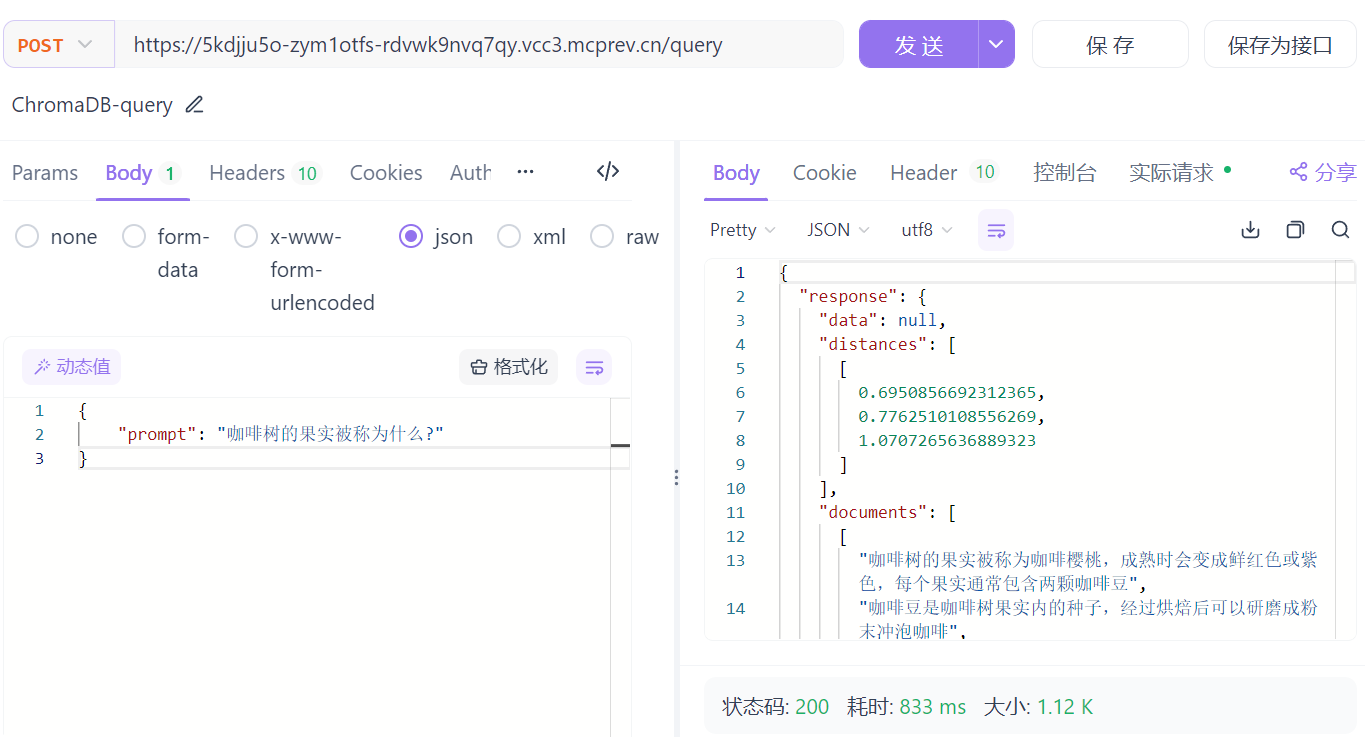 POST https://5kdjju5o-zym1otfs-rdvwk9nvq7qy.vcc3.mcprev.cn/query 发 送 保 存 保存为接口
ChromaDB-query
Params Body 1 Headers 10 Cookies Auth ···
none form-data x-www-form-urlencoded json xml raw
动态值 格式化
1 {
2 "prompt": "咖啡树的果实被称为什么?"
3 }
Body Cookie Header 10 控制台 实际请求 分享
Pretty JSON utf8
1 {
2 "response": {
3 "data": null,
4 "distances": [
5 [
6 0.6950856692312365,
7 0.7762510108556269,
8 1.0707265636889323
9 ]
10 ],
11 "documents": [
12 [
13 "咖啡树的果实被称为咖啡樱桃，成熟时会变成鲜红色或紫
色，每个果实通常包含两颗咖啡豆",
14 "咖啡豆是咖啡树果实内的种子，经过烘焙后可以研磨成粉
末冲泡咖啡",
状态码: 200 耗时: 833 ms 大小: 1.12 K